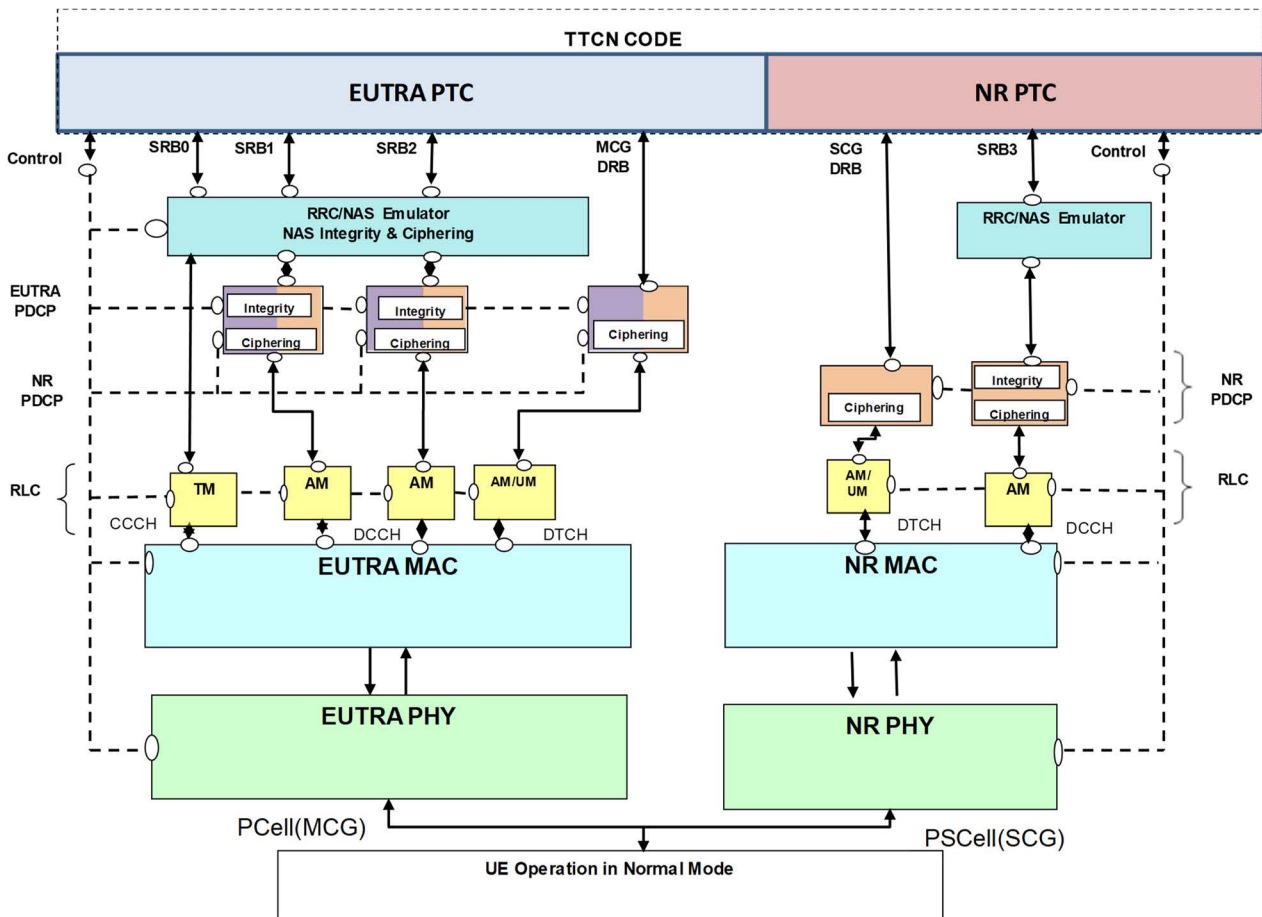 TTCN CODE
EUTRA PTC
NR PTC
Control
SRB0
SRB1
SRB2
MCG
DRB
SCG
DRB
SRB3
Control
RRC/NAS Emulator
NAS Integrity & Ciphering
RRC/NAS Emulator
EUTRA
PDCP
Integrity
Ciphering
Integrity
Ciphering
Ciphering
NR
PDCP
Ciphering
Integrity
Ciphering
NR
PDCP
RLC
TM
AM
AM
AM/UM
AM/
UM
AM
RLC
CCCH
DCCH
DTCH
DTCH
DCCH
EUTRA MAC
NR MAC
EUTRA PHY
NR PHY
PCell(MCG)
PSCell(SCG)
UE Operation in Normal Mode